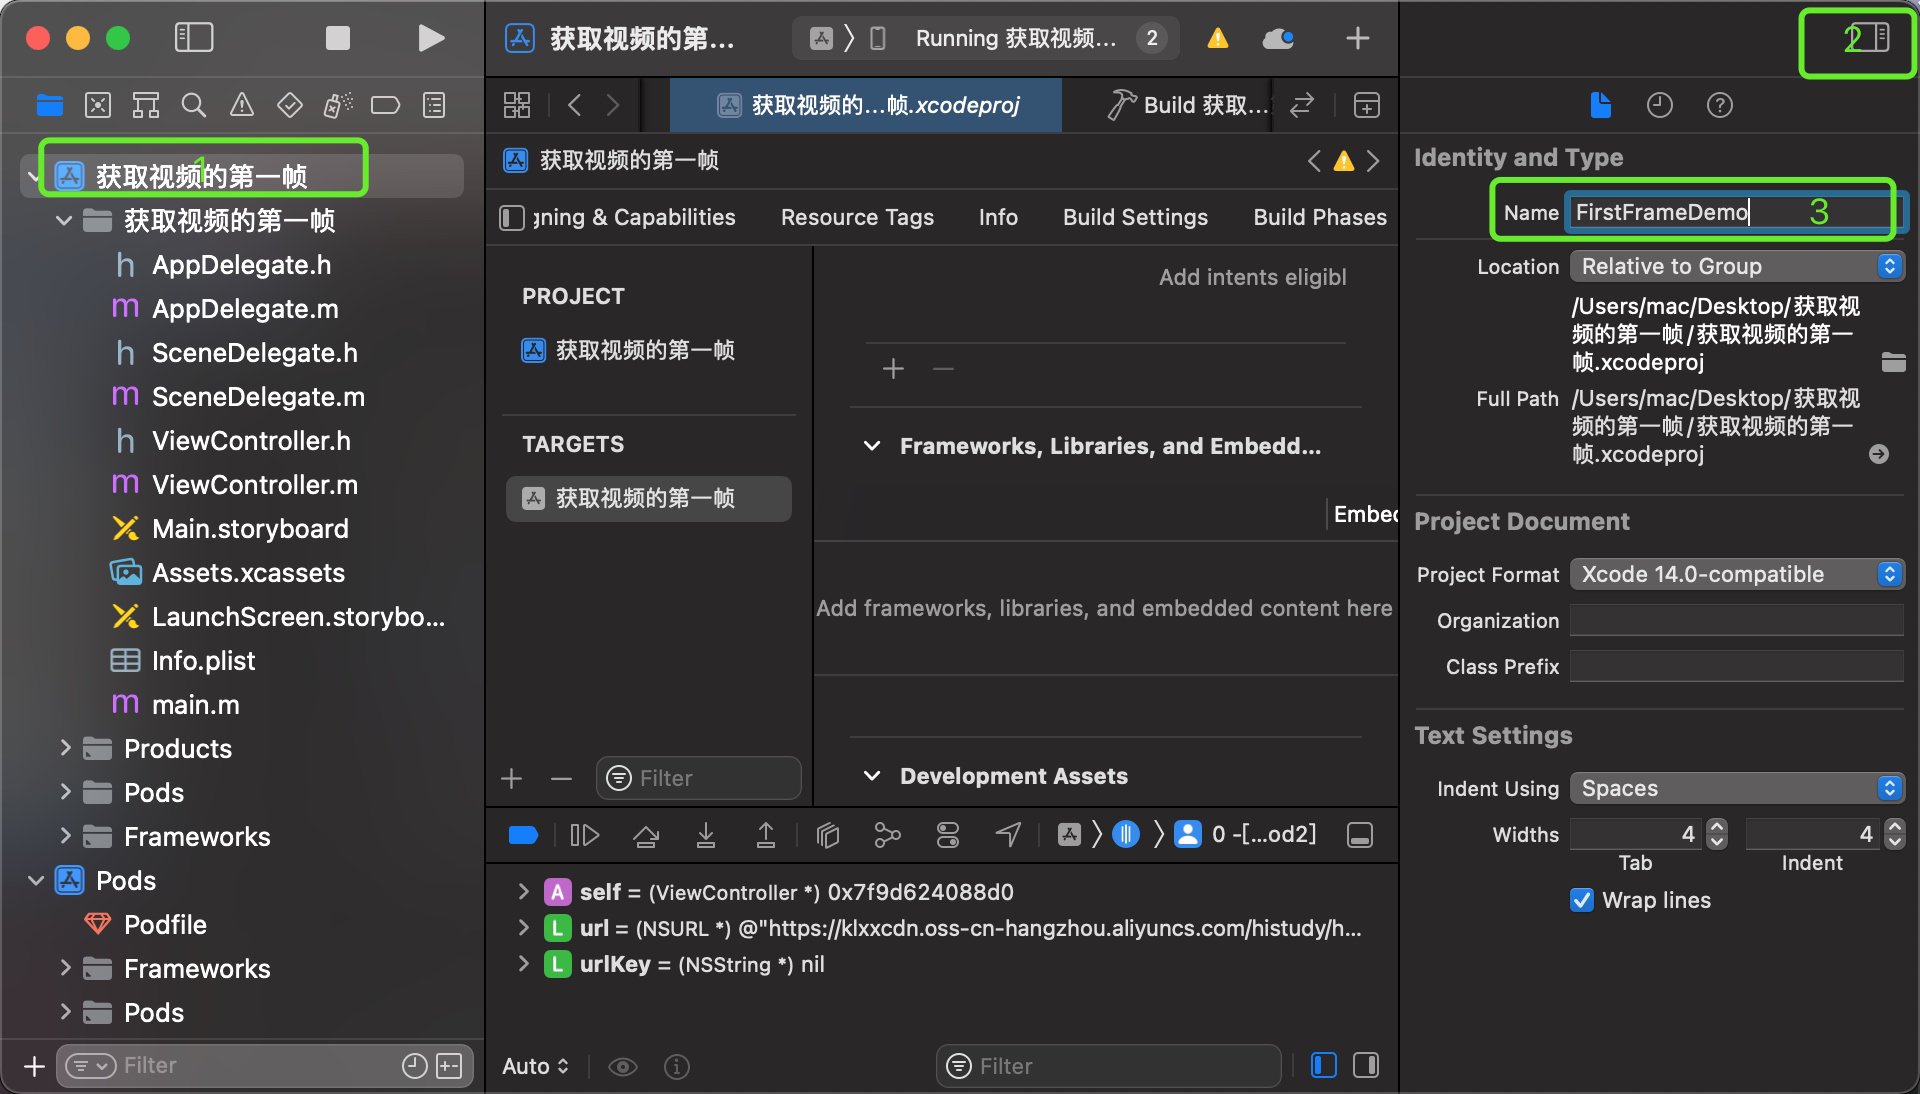 获取视频的第...
Running 获取视频...
2
2
获取视频的...帧.xcodeproj
Build 获取...
1
获取视频的第一帧
获取视频的第一帧
AppDelegate.h
AppDelegate.m
SceneDelegate.h
SceneDelegate.m
ViewController.h
ViewController.m
Main.storyboard
Assets.xcassets
LaunchScreen.storybo...
Info.plist
main.m
Products
Pods
Frameworks
Pods
Podfile
Frameworks
Pods
Filter
获取视频的第一帧
gning & Capabilities
Resource Tags
Info
Build Settings
Build Phases
PROJECT
获取视频的第一帧
TARGETS
获取视频的第一帧
Filter
Add intents eligibl
Frameworks, Libraries, and Embedd...
Embed
Add frameworks, libraries, and embedded content here
Development Assets
0 -[...od2]
A self = (ViewController *) 0x7f9d624088d0
L url = (NSURL *) @"https://klxxcdn.oss-cn-hangzhou.aliyuncs.com/histudy/h...
L urlKey = (NSString *) nil
Auto
Filter
Identity and Type
Name FirstFrameDemo 3
Location Relative to Group
/Users/mac/Desktop/获取视
频的第一帧/获取视频的第一
帧.xcodeproj
Full Path /Users/mac/Desktop/获取视
频的第一帧/获取视频的第一
帧.xcodeproj
Project Document
Project Format Xcode 14.0-compatible
Organization
Class Prefix
Text Settings
Indent Using Spaces
Widths 4 4
Tab Indent
Wrap lines